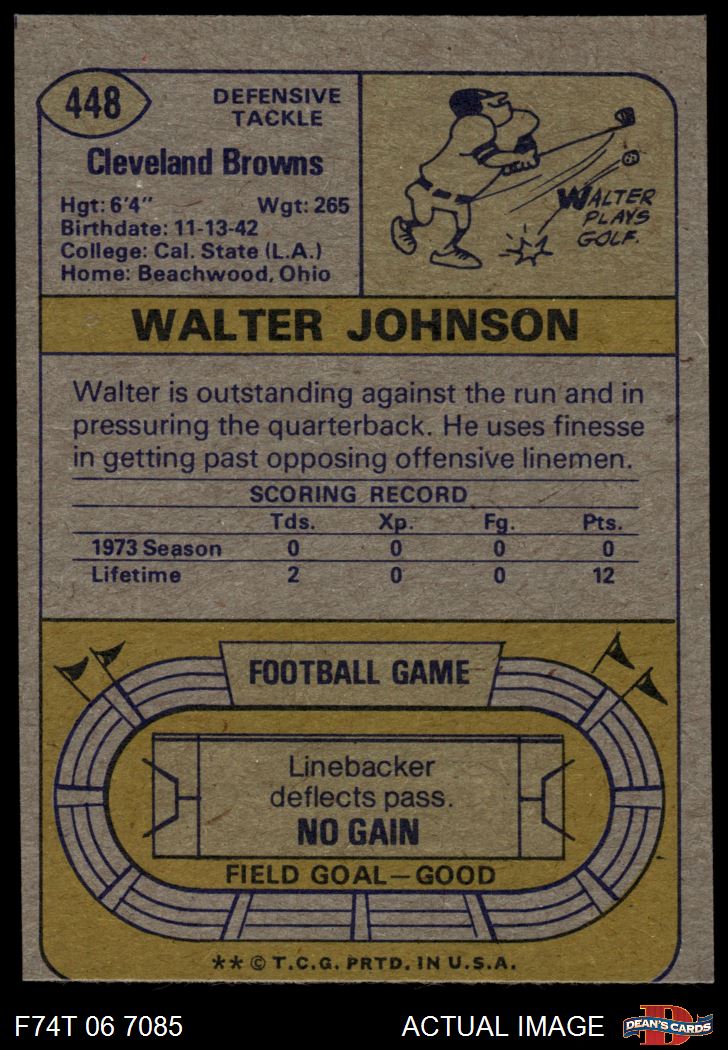 448
DEFENSIVE
TACKLE
Cleveland Browns
Hgt: 6'4" Wgt: 265
Birthdate: 11-13-42
College: Cal. State (L.A.)
Home: Beachwood, Ohio
WALTER
PLAYS
GOLF.
WALTER JOHNSON
Walter is outstanding against the run and in
pressuring the quarterback. He uses finesse
in getting past opposing offensive linemen.
SCORING RECORD
Tds. Xp. Fg. Pts.
1973 Season 0 0 0 0
Lifetime 2 0 0 12
FOOTBALL GAME
Linebacker
deflects pass.
NO GAIN
FIELD GOAL—GOOD
** © T.C.G. PRTD. IN U.S.A.
F74T 06 7085 ACTUAL IMAGE
D
DEAN'S CARDS